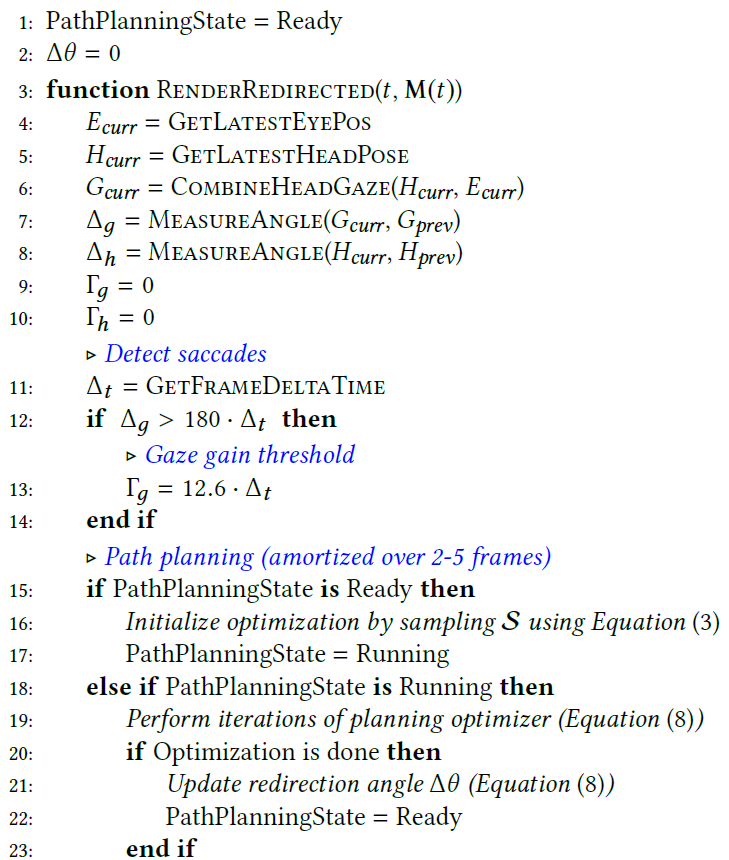 1: PathPlanningState = Ready
2: Δθ = 0
3: function RENDERREDIRECTED(t, M(t))
4: E_curr = GETLATESTEYEPOS
5: H_curr = GETLATESTHEADPOSE
6: G_curr = COMBINEHEADGAZE(H_curr, E_curr)
7: Δ_g = MEASUREANGLE(G_curr, G_prev)
8: Δ_h = MEASUREANGLE(H_curr, H_prev)
9: Γ_g = 0
10: Γ_h = 0
▹ Detect saccades
11: Δ_t = GETFRAMEDELTATIME
12: if Δ_g > 180 · Δ_t then
▹ Gaze gain threshold
13: Γ_g = 12.6 · Δ_t
14: end if
▹ Path planning (amortized over 2-5 frames)
15: if PathPlanningState is Ready then
16: Initialize optimization by sampling S using Equation (3)
17: PathPlanningState = Running
18: else if PathPlanningState is Running then
19: Perform iterations of planning optimizer (Equation (8))
20: if Optimization is done then
21: Update redirection angle Δθ (Equation (8))
22: PathPlanningState = Ready
23: end if